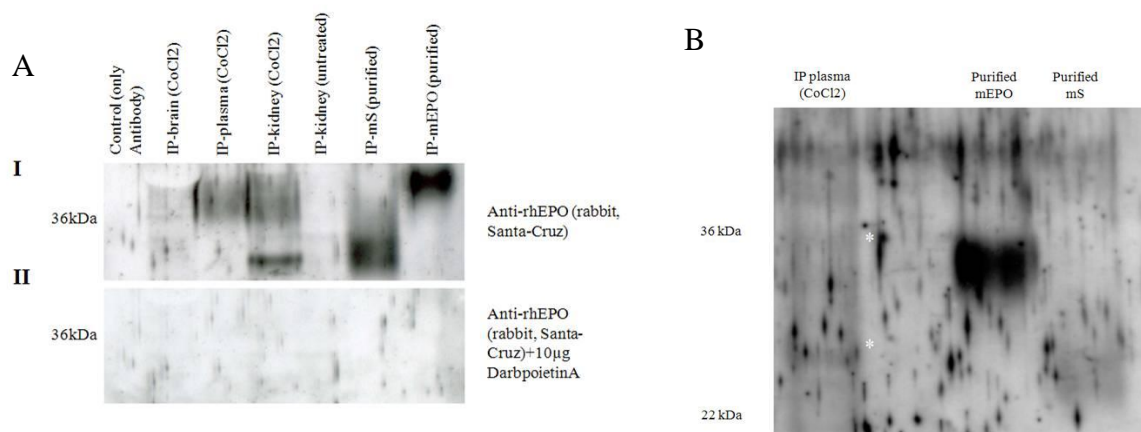 A
Control (only
Antibody)
IP-brain (CoCl2)
IP-plasma (CoCl2)
IP-kidney (CoCl2)
IP-kidney (untreated)
IP-mS (purified)
IP-mEPO (purified)
I
36kDa
Anti-rhEPO (rabbit,
Santa-Cruz)
II
36kDa
Anti-rhEPO
(rabbit, Santa-
Cruz)+10µg
DarbpoietinA
B
IP plasma
(CoCl2)
Purified
mEPO
Purified
mS
36 kDa
*
*
22 kDa